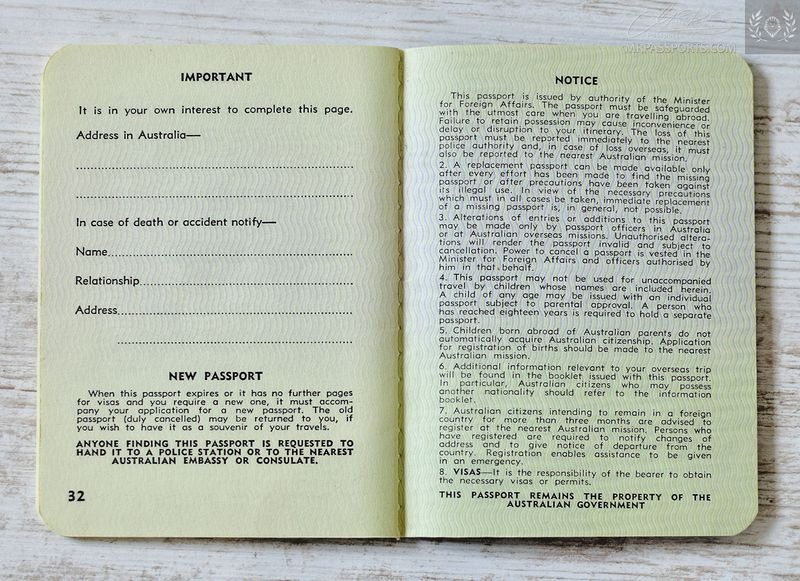 MRPASSPORTS.COM
IMPORTANT
It is in your own interest to complete this page.
Address in Australia—
In case of death or accident notify—
Name
Relationship
Address
NEW PASSPORT
When this passport expires or it has no further pages
for visas and you require a new one, it must accom-
pany your application for a new passport. The old
passport (duly cancelled) may be returned to you, if
you wish to have it as a souvenir of your travels.
ANYONE FINDING THIS PASSPORT IS REQUESTED TO
HAND IT TO A POLICE STATION OR TO THE NEAREST
AUSTRALIAN EMBASSY OR CONSULATE.
32
NOTICE
This passport is issued by authority of the Minister
for Foreign Affairs. The passport must be safeguarded
with the utmost care when you are travelling abroad.
Failure to retain possession may cause inconvenience or
delay or disruption to your itinerary. The loss of this
passport must be reported immediately to the nearest
police authority and, in case of loss overseas, it must
also be reported to the nearest Australian mission.
2. A replacement passport can be made available only
after every effort has been made to find the missing
passport or after precautions have been taken against
its illegal use. In view of the necessary precautions
which must in all cases be taken, immediate replacement
of a missing passport is, in general, not possible.
3. Alterations of entries or additions to this passport
may be made only by passport officers in Australia
or at Australian overseas missions. Unauthorised altera-
tions will render the passport invalid and subject to
cancellation. Power to cancel a passport is vested in the
Minister for Foreign Affairs and officers authorised by
him in that behalf.
4. This passport may not be used for unaccompanied
travel by children whose names are included herein.
A child of any age may be issued with an individual
passport subject to parental approval. A person who
has reached eighteen years is required to hold a separate
passport.
5. Children born abroad of Australian parents do not
automatically acquire Australian citizenship. Application
for registration of births should be made to the nearest
Australian mission.
6. Additional information relevant to your overseas trip
will be found in the booklet issued with this passport.
In particular, Australian citizens who may possess
another nationality should refer to the information
booklet.
7. Australian citizens intending to remain in a foreign
country for more than three months are advised to
register at the nearest Australian mission. Persons who
have registered are required to notify changes of
address and to give notice of departure from the
country. Registration enables assistance to be given
in an emergency.
8. VISAS—It is the responsibility of the bearer to obtain
the necessary visas or permits.
THIS PASSPORT REMAINS THE PROPERTY OF THE
AUSTRALIAN GOVERNMENT